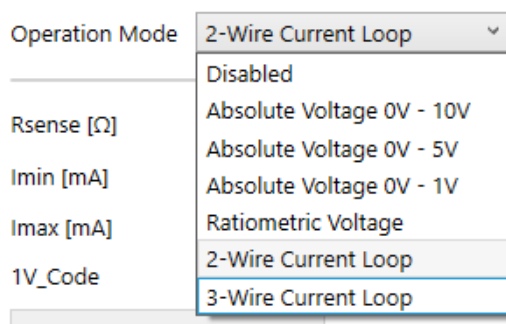 Operation Mode 2-Wire Current Loop
Disabled
Absolute Voltage 0V - 10V
Rsense [Ω]
Absolute Voltage 0V - 5V
Imin [mA]
Absolute Voltage 0V - 1V
Imax [mA]
Ratiometric Voltage
2-Wire Current Loop
1V_Code
3-Wire Current Loop